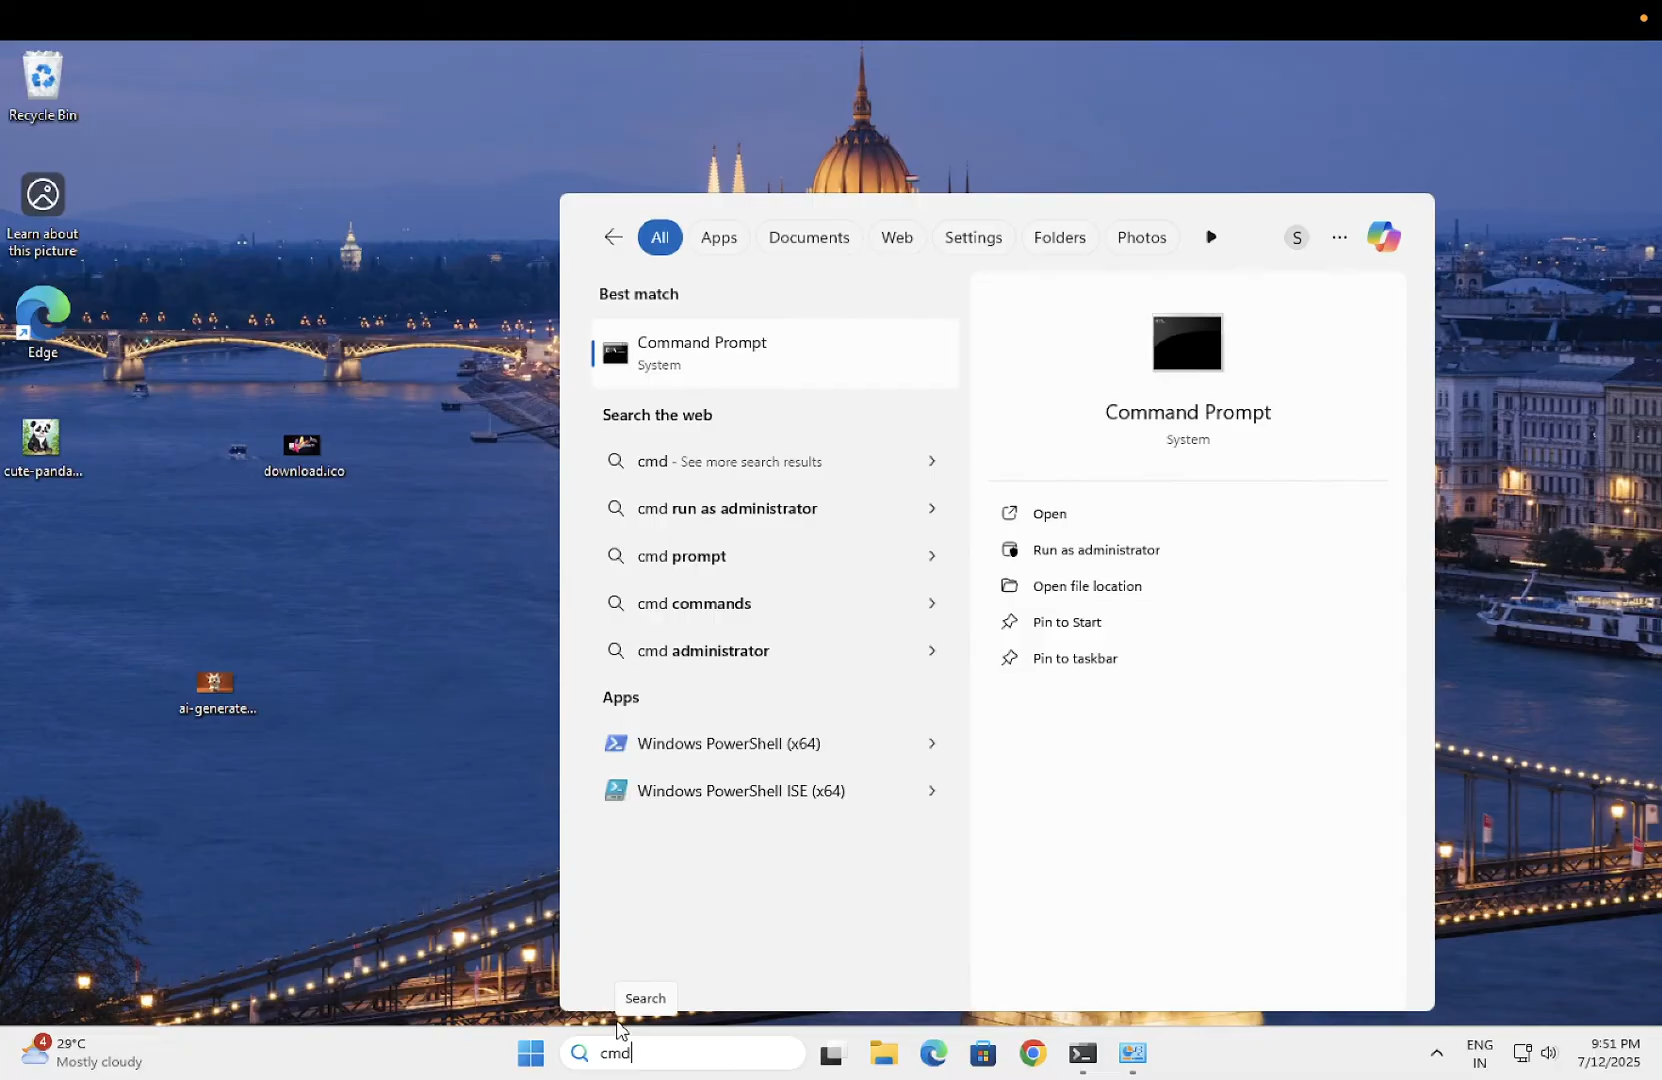 Recycle Bin
Learn about
this picture
Edge
cute-panda...
download.ico
ai-generate...
All
Apps
Documents
Web
Settings
Folders
Photos
S
Best match
Command Prompt
System
Search the web
cmd - See more search results
cmd run as administrator
cmd prompt
cmd commands
cmd administrator
Apps
Windows PowerShell (x64)
Windows PowerShell ISE (x64)
Command Prompt
System
Open
Run as administrator
Open file location
Pin to Start
Pin to taskbar
Search
4
29°C
Mostly cloudy
cmd
ENG
IN
9:51 PM
7/12/2025